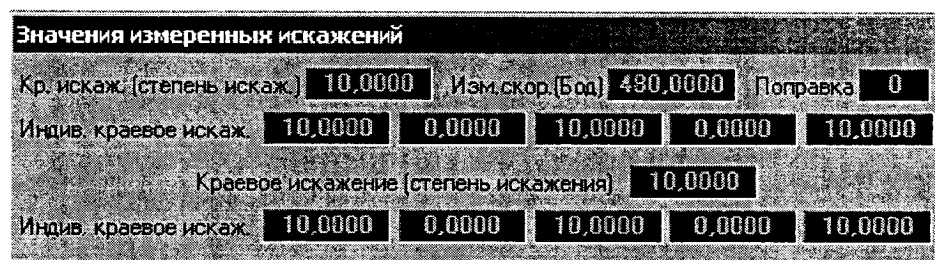 Значения измеренных искажений
Кр. искаж. (степень искаж.) 10,0000 Изм.скор.(Бод) 480,0000 Поправка 0
Индив. краевое искаж. 10,0000 0,0000 10,0000 0,0000 10,0000
Краевое искажение (степень искажения) 10,0000
Индив. краевое искаж. 10,0000 0,0000 10,0000 0,0000 10,0000